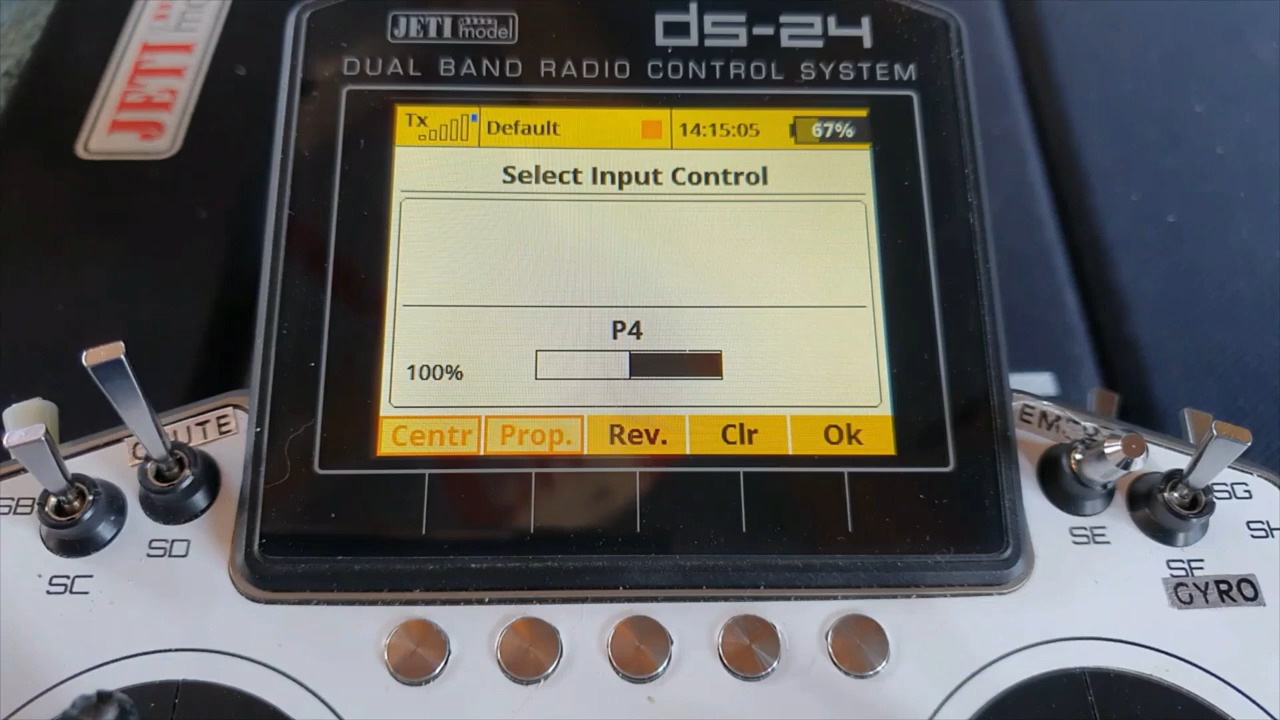 JETI
JETI model ds-24
DUAL BAND RADIO CONTROL SYSTEM
Tx Default 14:15:05 67%
Select Input Control
P4
100%
Centr Prop. Rev. Clr Ok
SB
SC
SD
SE
SF
SG
SH
GYRO